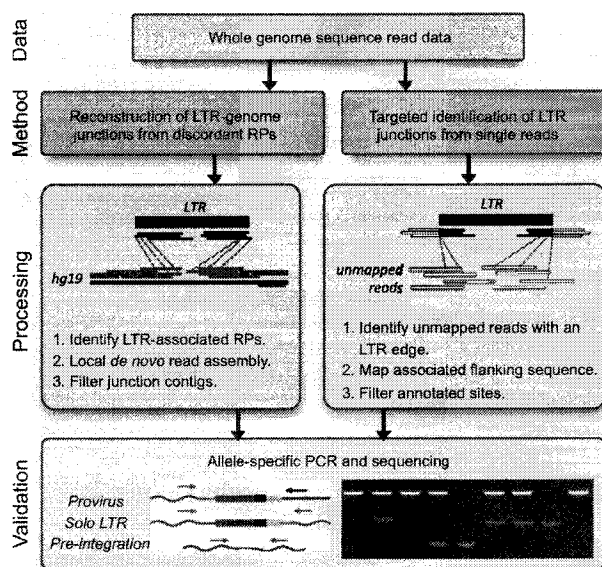 Data
Whole genome sequence read data
Method
Reconstruction of LTR-genome
junctions from discordant RPs
Targeted identification of LTR
junctions from single reads
Processing
LTR
hg19
1. Identify LTR-associated RPs.
2. Local de novo read assembly.
3. Filter junction contigs.
LTR
unmapped
reads
1. Identify unmapped reads with an
LTR edge.
2. Map associated flanking sequence.
3. Filter annotated sites.
Validation
Allele-specific PCR and sequencing
Provirus
Solo LTR
Pre-integration